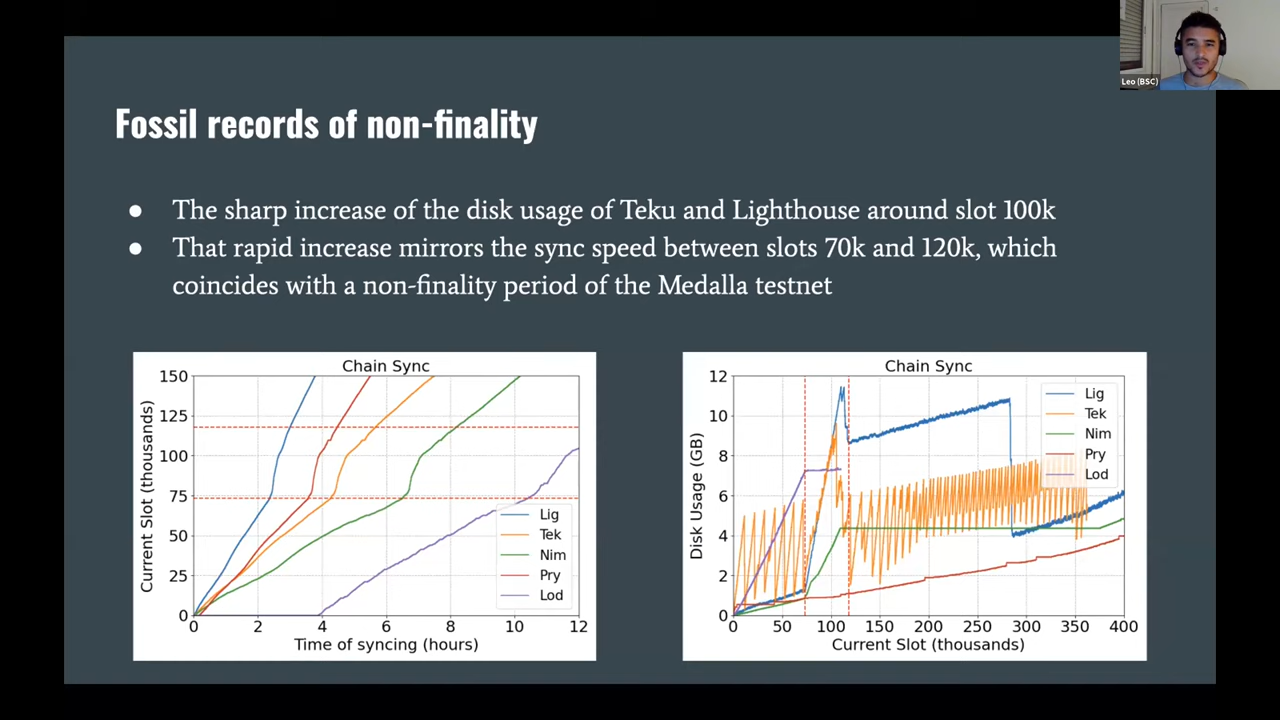 Leo (BSC)
Fossil records of non-finality
● The sharp increase of the disk usage of Teku and Lighthouse around slot 100k
● That rapid increase mirrors the sync speed between slots 70k and 120k, which
coincides with a non-finality period of the Medalla testnet
Chain Sync
Current Slot (thousands)
150
125
100
75
50
25
0
0 2 4 6 8 10 12
Time of syncing (hours)
Lig
Tek
Nim
Pry
Lod
Chain Sync
Disk Usage (GB)
12
10
8
6
4
2
0
0 50 100 150 200 250 300 350 400
Current Slot (thousands)
Lig
Tek
Nim
Pry
Lod